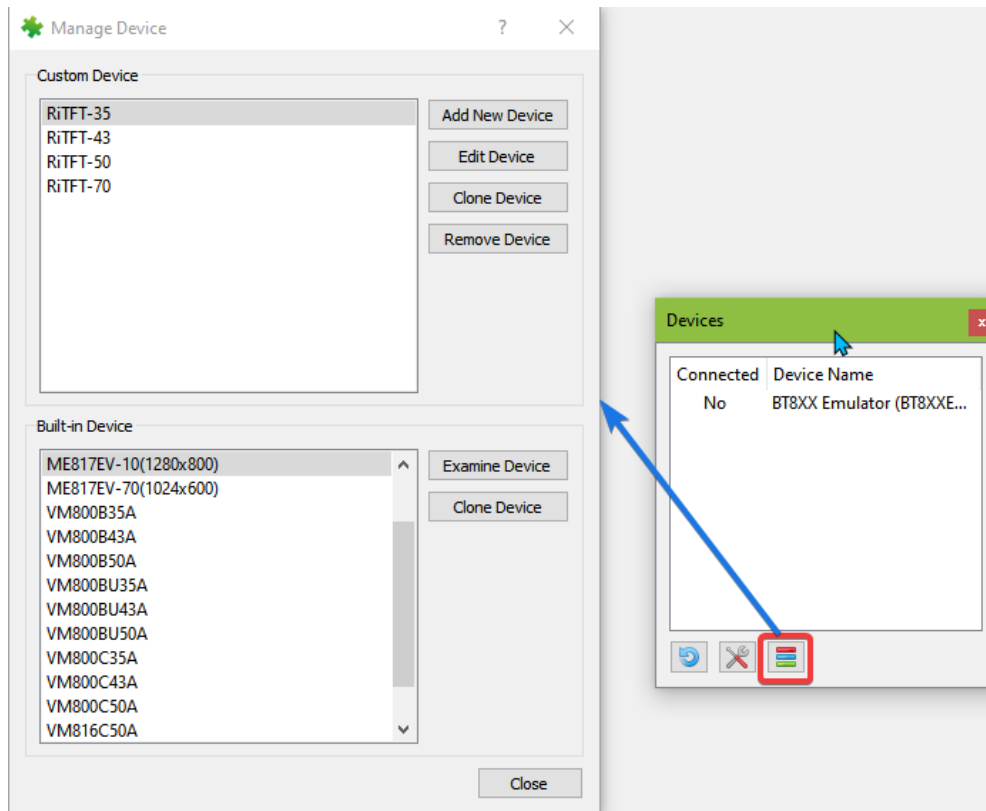 Manage Device
?
Custom Device
RiTFT-35
RiTFT-43
RiTFT-50
RiTFT-70
Add New Device
Edit Device
Clone Device
Remove Device
Built-in Device
ME817EV-10(1280x800)
ME817EV-70(1024x600)
VM800B35A
VM800B43A
VM800B50A
VM800BU35A
VM800BU43A
VM800BU50A
VM800C35A
VM800C43A
VM800C50A
VM816C50A
Examine Device
Clone Device
Close
Devices
Connected Device Name
No BT8XX Emulator (BT8XXE...